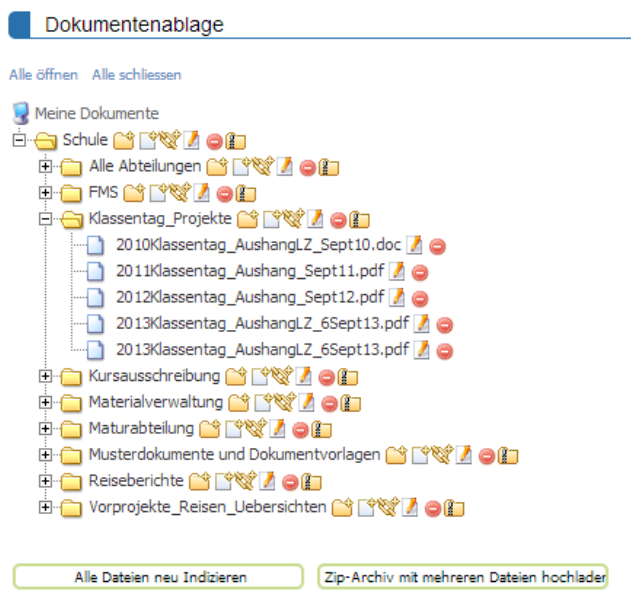 Dokumentenablage
Alle öffnen Alle schliessen
Meine Dokumente
Schule
Alle Abteilungen
FMS
Klassentag_Projekte
2010Klassentag_AushangLZ_Sept10.doc
2011Klassentag_Aushang_Sept11.pdf
2012Klassentag_Aushang_Sept12.pdf
2013Klassentag_AushangLZ_6Sept13.pdf
2013Klassentag_AushangLZ_6Sept13.pdf
Kursausschreibung
Materialverwaltung
Maturabteilung
Musterdokumente und Dokumentvorlagen
Reiseberichte
Vorprojekte_Reisen_Uebersichten
Alle Dateien neu Indizieren Zip-Archiv mit mehreren Dateien hochladen